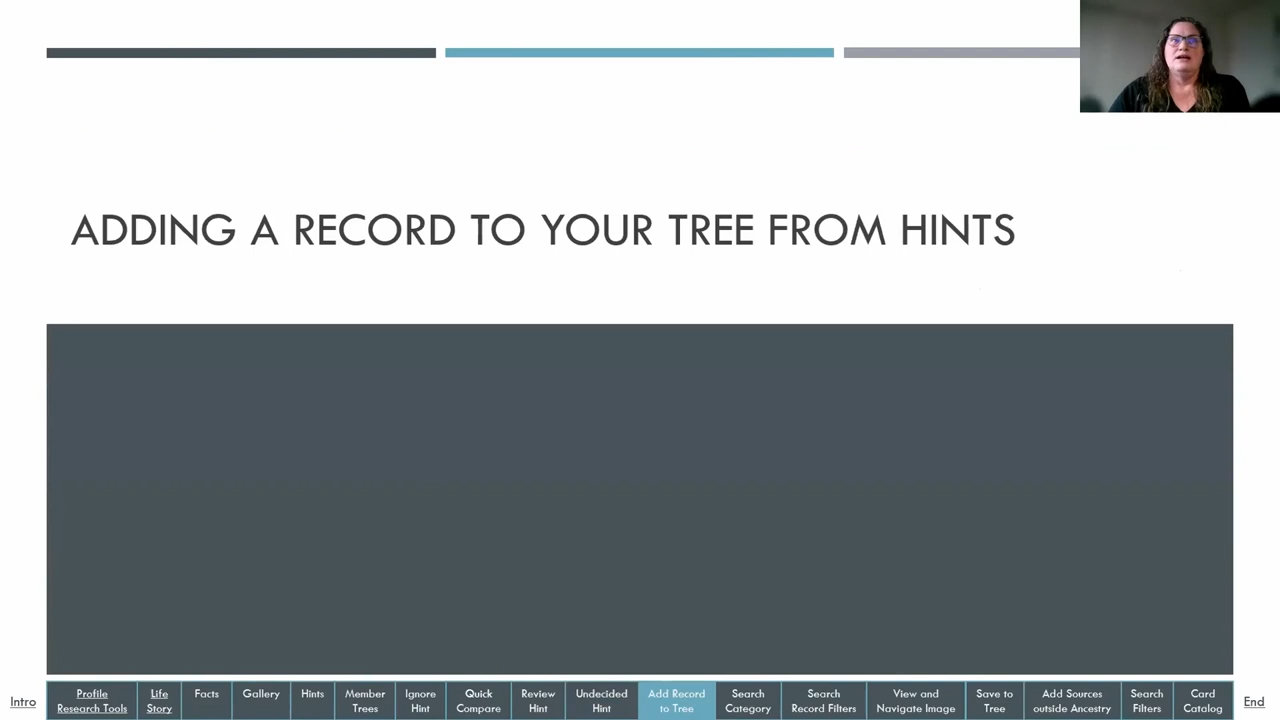 ADDING A RECORD TO YOUR TREE FROM HINTS
Intro
Profile
Research Tools
Life
Story
Facts
Gallery
Hints
Member
Trees
Ignore
Hint
Quick
Compare
Review
Hint
Undecided
Hint
Add Record
to Tree
Search
Category
Search
Record Filters
View and
Navigate Image
Save to
Tree
Add Sources
outside Ancestry
Search
Filters
Card
Catalog
End